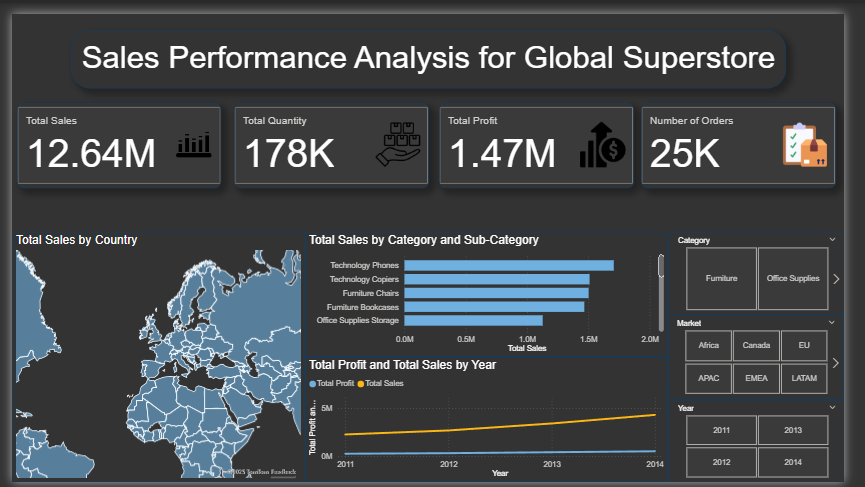 Sales Performance Analysis for Global Superstore
Total Sales
12.64M
Total Quantity
178K
Total Profit
1.47M
Number of Orders
25K
Total Sales by Country
© 2025 TomTom Feedback
Total Sales by Category and Sub-Category
Technology Phones
Technology Copiers
Furniture Chairs
Furniture Bookcases
Office Supplies Storage
0.0M 0.5M 1.0M 1.5M 2.0M
Total Sales
Total Profit and Total Sales by Year
Total Profit Total Sales
Total Profit an...
5M
0M
2011 2012 2013 2014
Year
Category
Furniture Office Supplies
Market
Africa Canada EU
APAC EMEA LATAM
Year
2011 2013
2012 2014